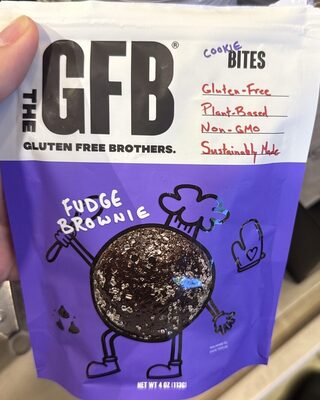 THE
GFB®
GLUTEN FREE BROTHERS.
COOKIE
BITES
Gluten-Free
Plant-Based
Non-GMO
Sustainably Made
FUDGE
BROWNIE
NET WT 4 OZ (113G)